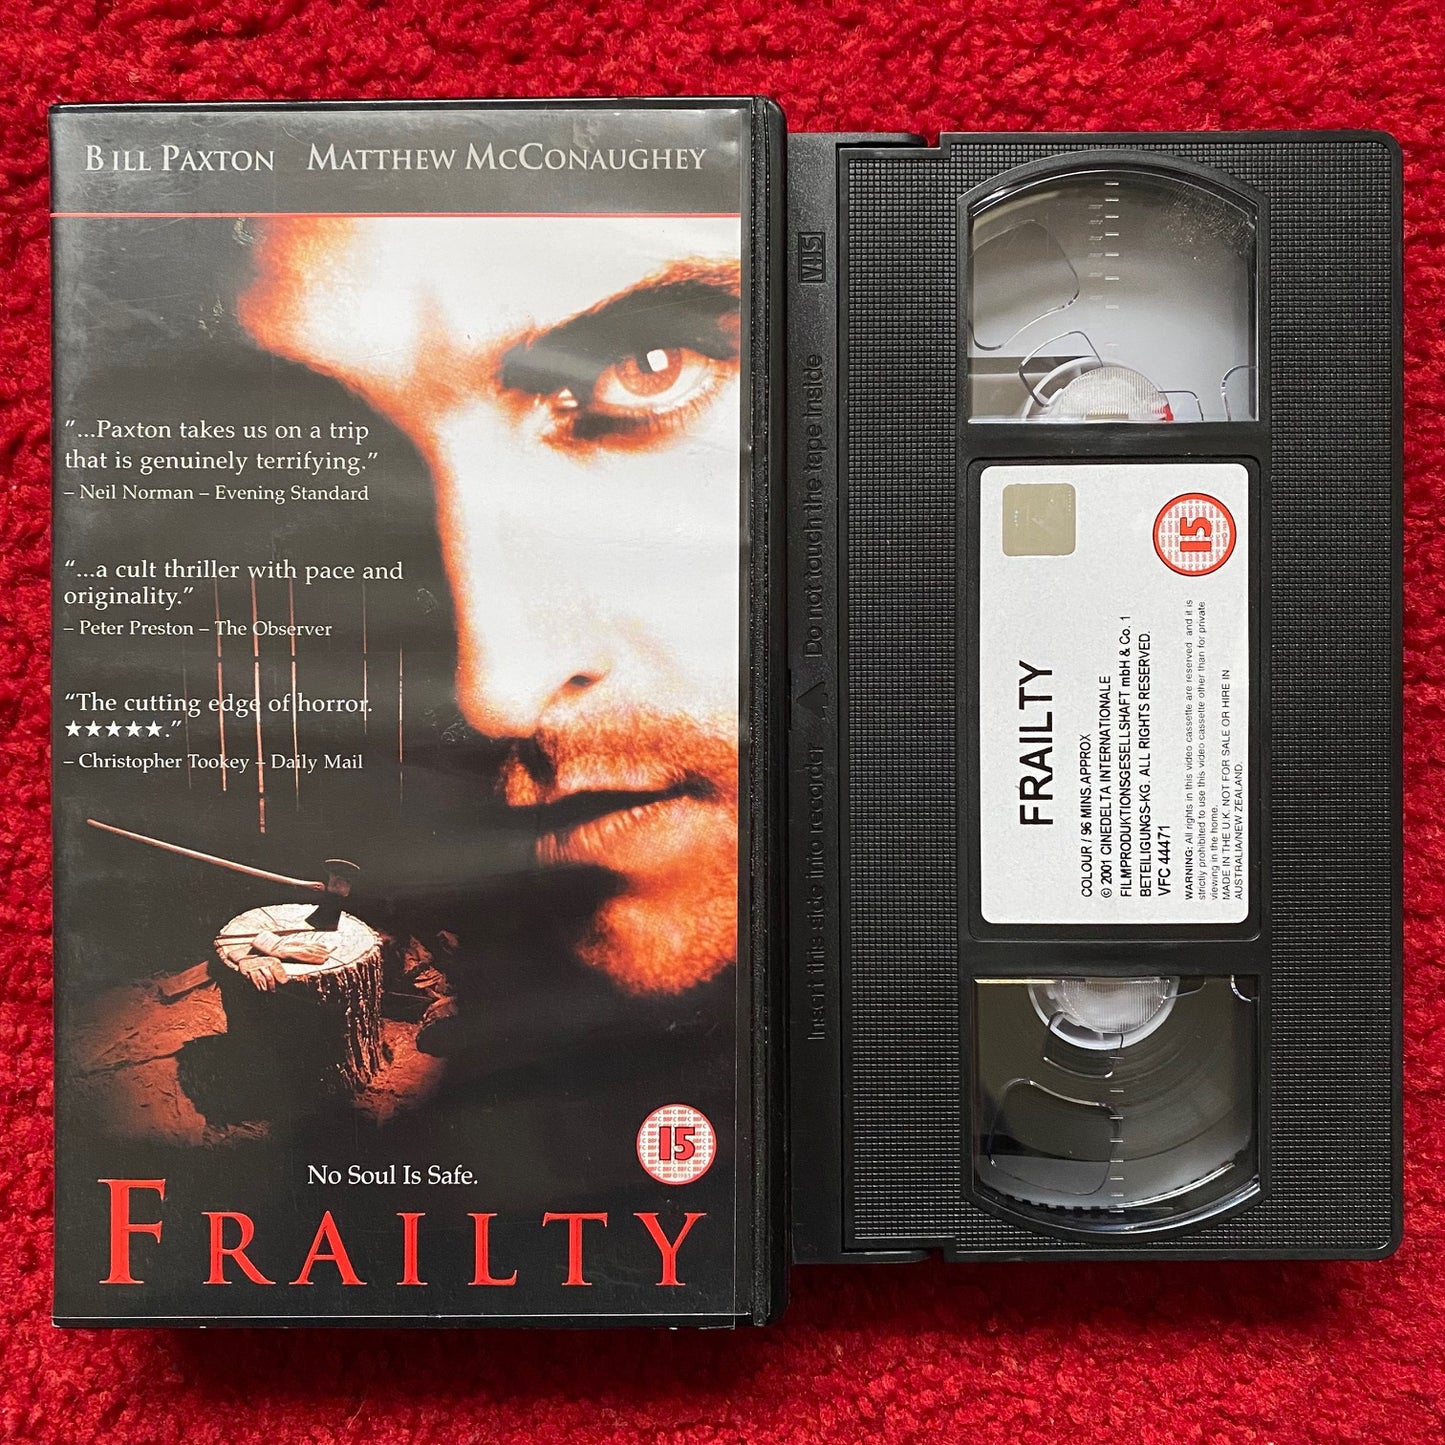 BILL PAXTON MATTHEW MCCONAUGHEY
"...Paxton takes us on a trip
that is genuinely terrifying."
– Neil Norman – Evening Standard
"...a cult thriller with pace and
originality."
– Peter Preston – The Observer
"The cutting edge of horror.
★★★★★."
– Christopher Tookey – Daily Mail
15
No Soul Is Safe.
FRAILTY
VHS
Do not touch the tape inside
Insert this side into recorder
15
FRAILTY
COLOUR / 96 MINS.APPROX
© 2001 CINEDELTA INTERNATIONALE
FILMPRODUKTIONSGESELLSHAFT mbH & Co. 1
BETEILIGUNGS-KG. ALL RIGHTS RESERVED.
VFC 44471
WARNING: All rights in this video cassette are reserved and it is
strictly prohibited to use this video cassette other than for private
viewing in the home.
MADE IN THE U.K. NOT FOR SALE OR HIRE IN
AUSTRALIA/NEW ZEALAND.